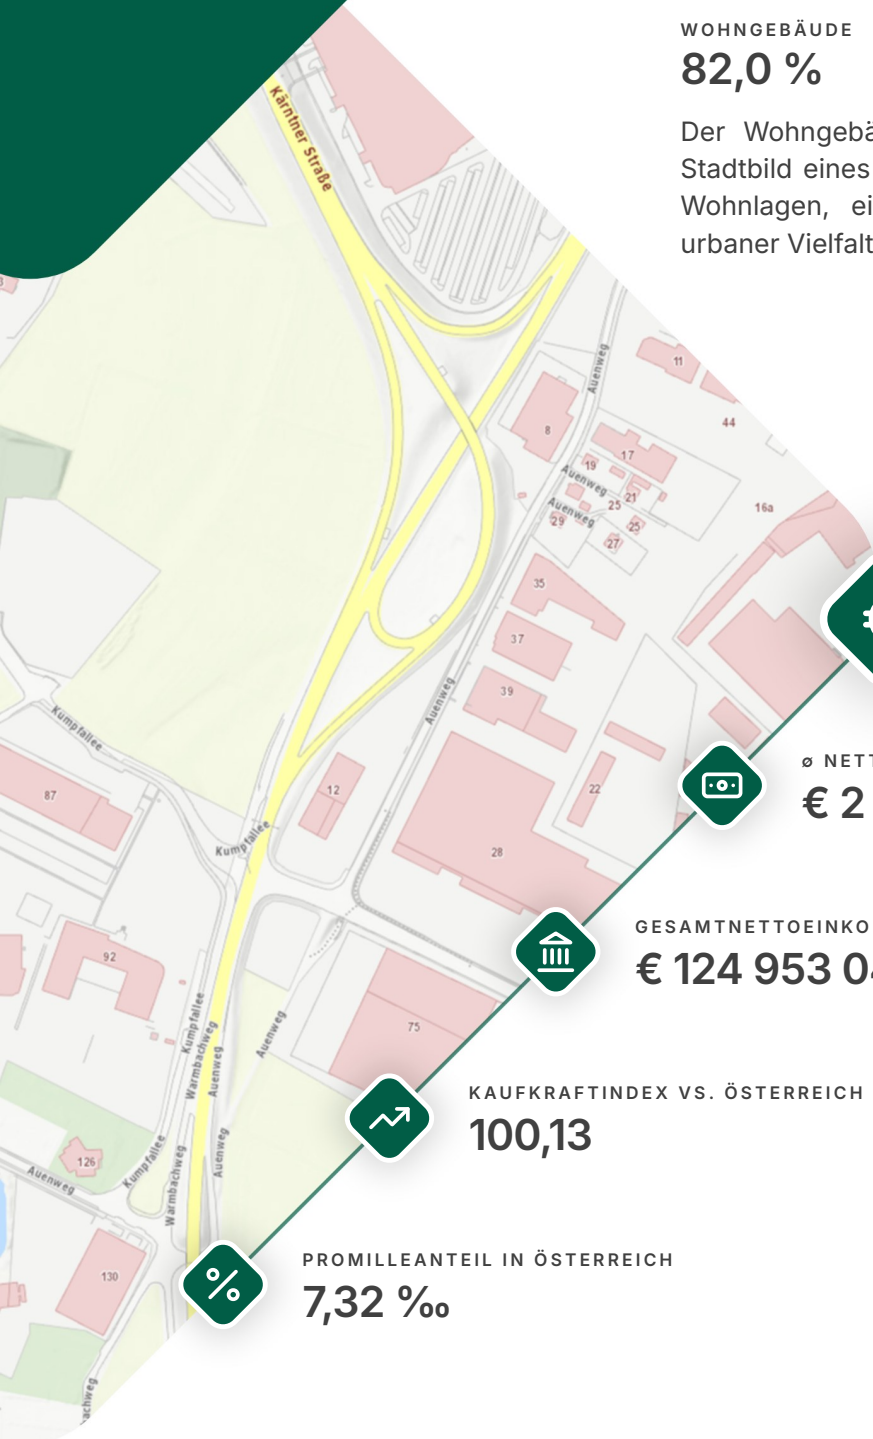 WOHNGEBÄUDE
82,0 %
Der Wohngebä
Stadtbild eines
Wohnlagen, ei
urbaner Vielfalt
Kärntner Straße
Auenweg
11
44
8
17
19
Auenweg
21
25
16a
Auenweg
29
25
27
35
37
39
Auenweg
Kumpfallee
87
12
22
28
Kumpfallee
ø NETT
€ 2
GESAMTNETTOEINKO
€ 124 953 04
92
Kumpfallee
Warmbachweg
Auenweg
Auenweg
75
KAUFKRAFTINDEX VS. ÖSTERREICH
100,13
126
Auenweg
Kumpfallee
Warmbachweg
Auenweg
PROMILLEANTEIL IN ÖSTERREICH
7,32 ‰
130
achweg